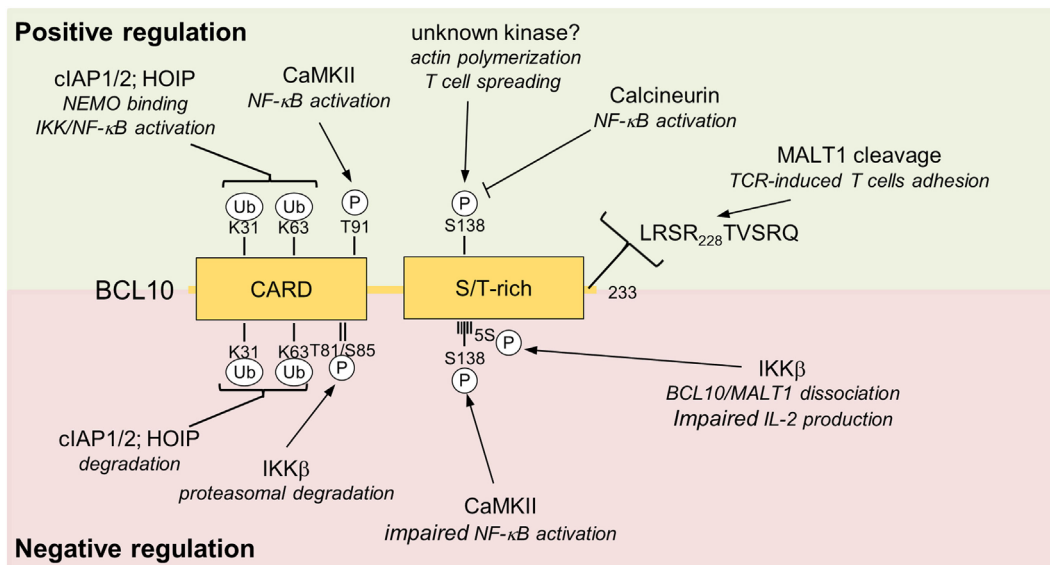 Positive regulation
cIAP1/2; HOIP
NEMO binding
IKK/NF-κB activation
CaMKII
NF-κB activation
unknown kinase?
actin polymerization
T cell spreading
Calcineurin
NF-κB activation
MALT1 cleavage
TCR-induced T cells adhesion
Ub
Ub
P
P
K31
K63
T91
S138
LRSR228TVSRQ
BCL10
CARD
S/T-rich
233
K31
K63
T81/S85
5S
S138
Ub
Ub
P
P
P
cIAP1/2; HOIP
degradation
IKKβ
proteasomal degradation
CaMKII
impaired NF-κB activation
IKKβ
BCL10/MALT1 dissociation
Impaired IL-2 production
Negative regulation